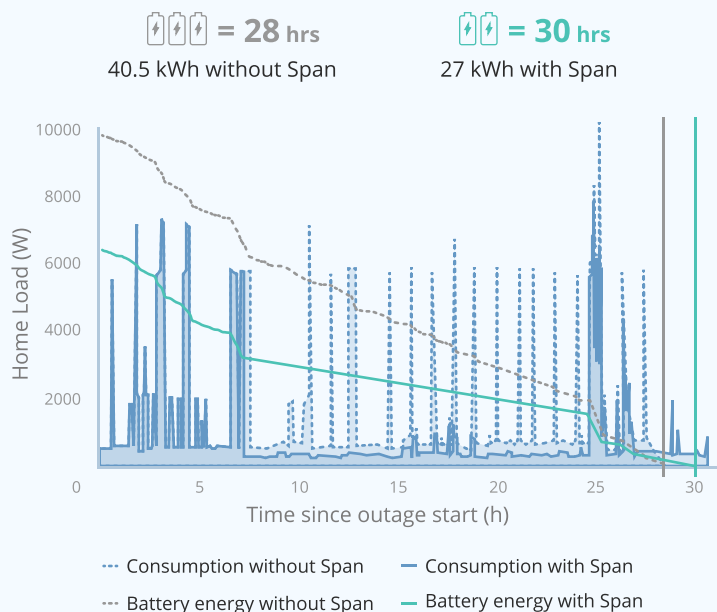 = 28 hrs
= 30 hrs
40.5 kWh without Span
27 kWh with Span
Home Load (W)
10000
8000
6000
4000
2000
0
5
10
15
20
25
30
Time since outage start (h)
Consumption without Span
Consumption with Span
Battery energy without Span
Battery energy with Span